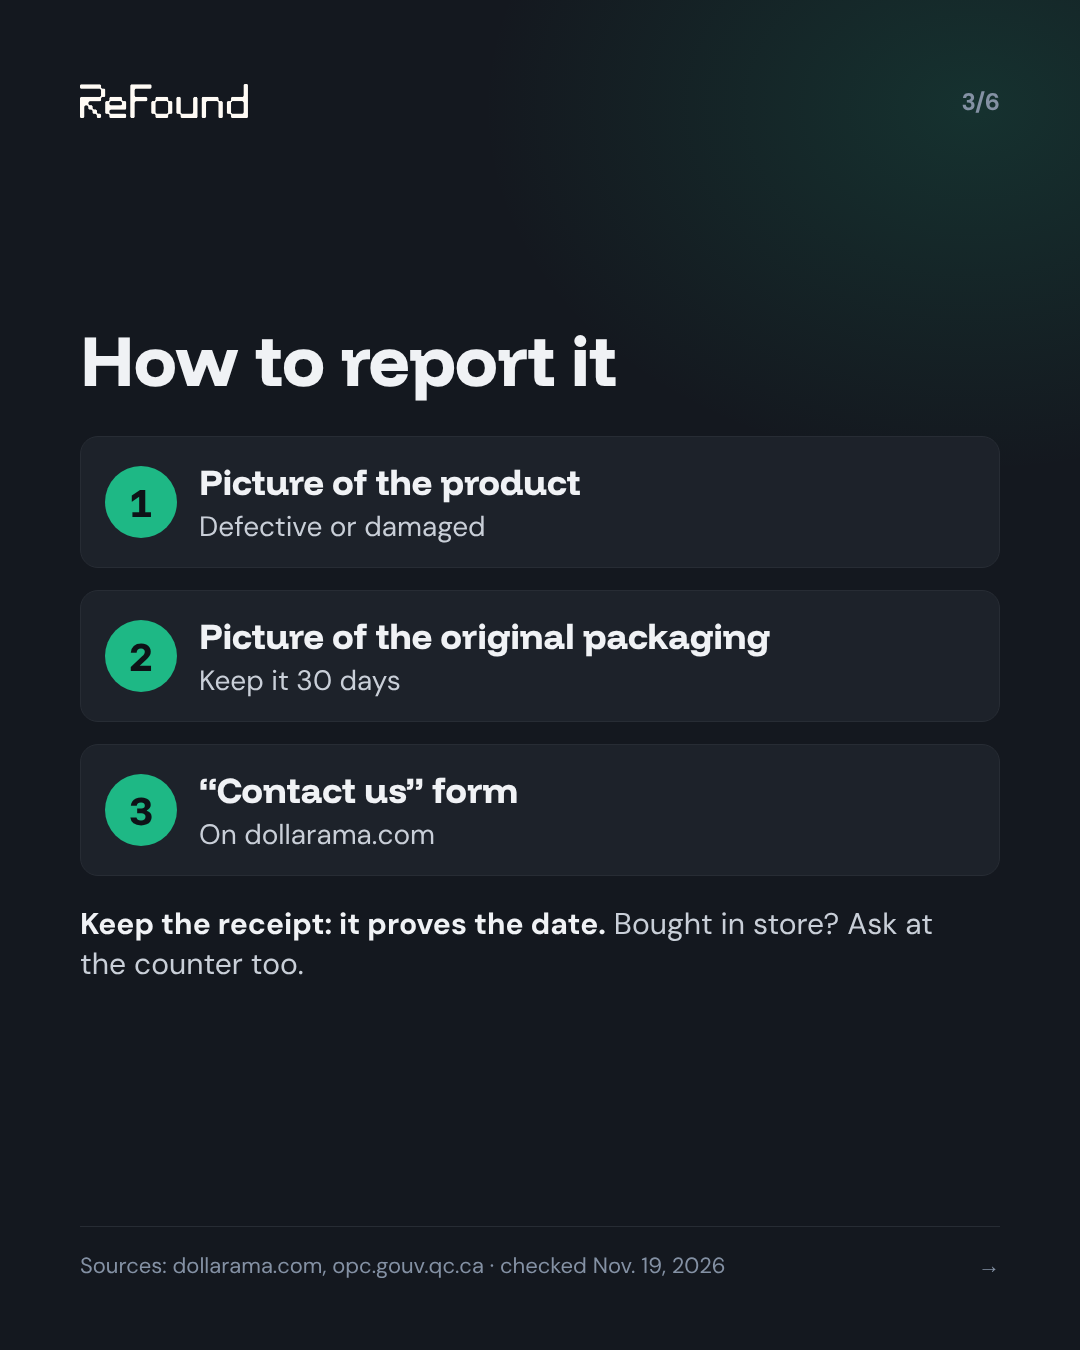 ReFound
3/6
How to report it
1
Picture of the product
Defective or damaged
2
Picture of the original packaging
Keep it 30 days
3
“Contact us” form
On dollarama.com
Keep the receipt: it proves the date. Bought in store? Ask at
the counter too.
Sources: dollarama.com, opc.gouv.qc.ca · checked Nov. 19, 2026
→